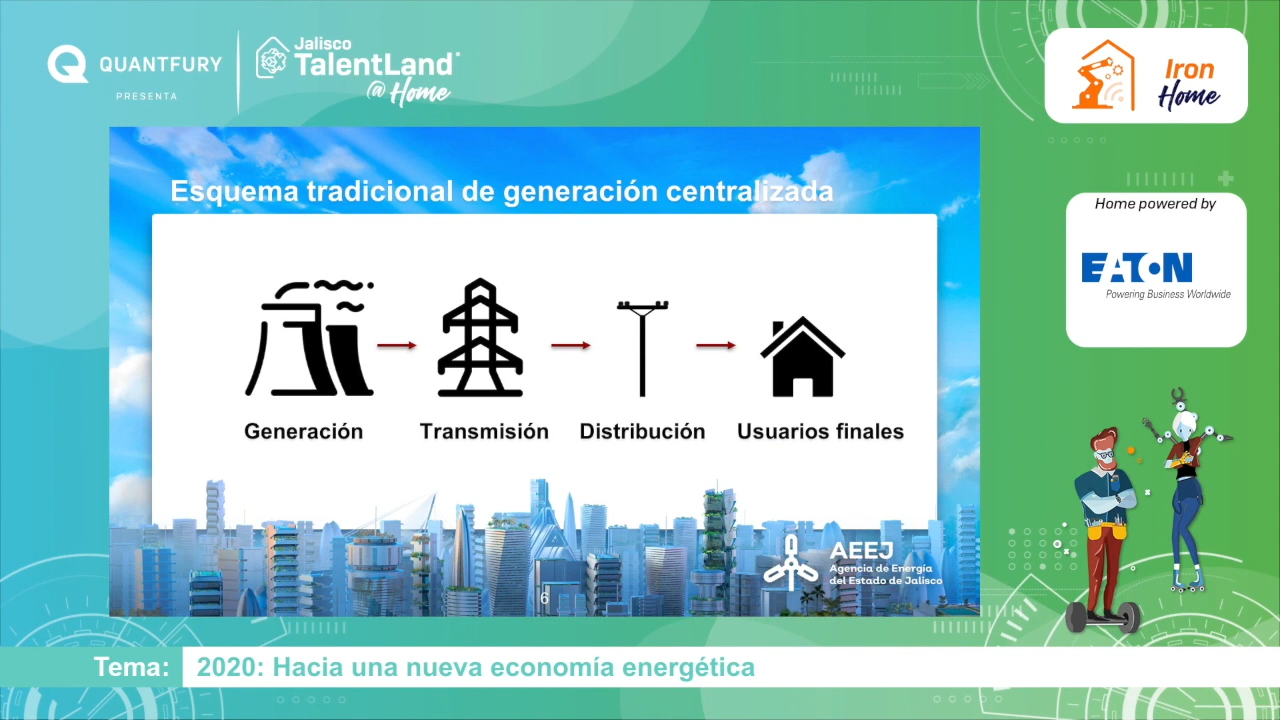 QUANTFURY
PRESENTA
Jalisco
TalentLand
@ Home
Iron
Home
Home powered by
EATON
Powering Business Worldwide
Esquema tradicional de generación centralizada
Generación
Transmisión
Distribución
Usuarios finales
AEEJ
Agencia de Energía
del Estado de Jalisco
6
Tema:
2020: Hacia una nueva economía energética